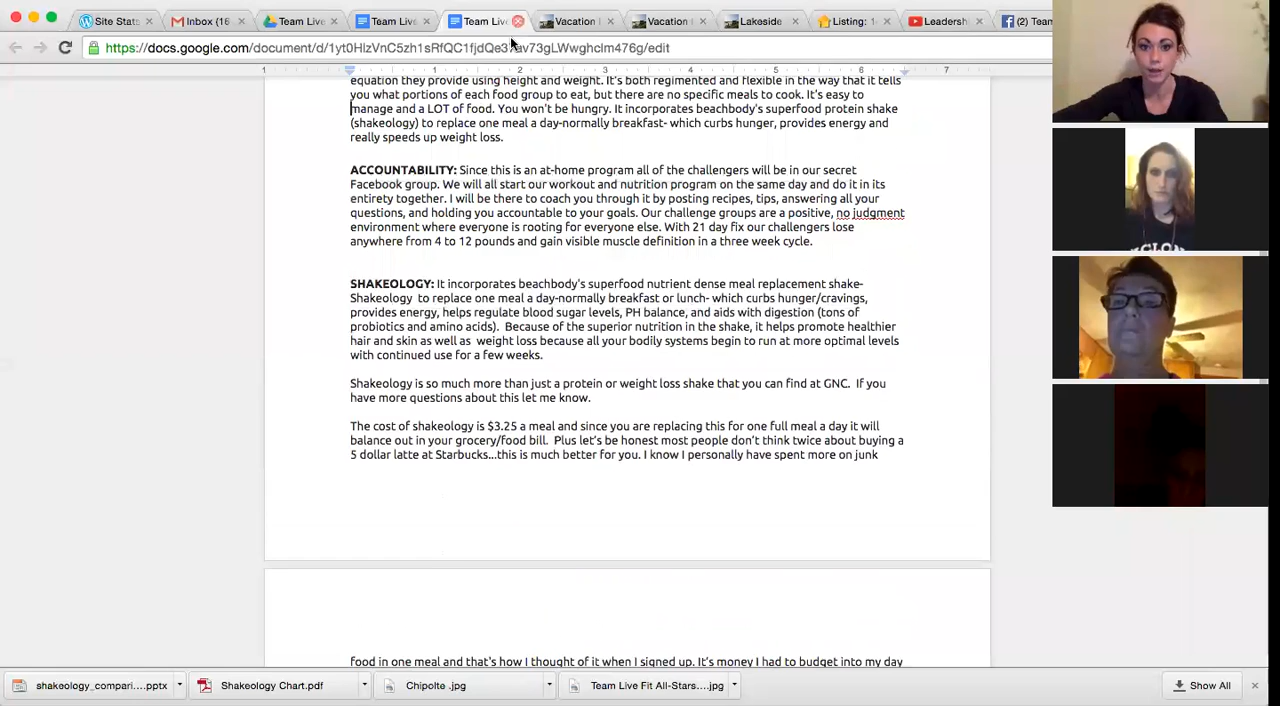 Site Stats
Inbox (16
Team Live
Team Live
Team Live
Vacation
Vacation
Lakeside
Listing: 1
Leadersh
(2) Team
https://docs.google.com/document/d/
1
1
2
3
4
5
6
7
equation they provide using height and weight. It's both regimented and flexible in the way that it tells
you what portions of each food group to eat, but there are no specific meals to cook. It's easy to
manage and a LOT of food. You won't be hungry. It incorporates beachbody's superfood protein shake
(shakeology) to replace one meal a day-normally breakfast- which curbs hunger, provides energy and
really speeds up weight loss.
ACCOUNTABILITY: Since this is an at-home program all of the challengers will be in our secret
Facebook group. We will all start our workout and nutrition program on the same day and do it in its
entirety together. I will be there to coach you through it by posting recipes, tips, answering all your
questions, and holding you accountable to your goals. Our challenge groups are a positive, no judgment
environment where everyone is rooting for everyone else. With 21 day fix our challengers lose
anywhere from 4 to 12 pounds and gain visible muscle definition in a three week cycle.
SHAKEOLOGY: It incorporates beachbody's superfood nutrient dense meal replacement shake-
Shakeology to replace one meal a day-normally breakfast or lunch- which curbs hunger/cravings,
provides energy, helps regulate blood sugar levels, PH balance, and aids with digestion (tons of
probiotics and amino acids). Because of the superior nutrition in the shake, it helps promote healthier
hair and skin as well as weight loss because all your bodily systems begin to run at more optimal levels
with continued use for a few weeks.
Shakeology is so much more than just a protein or weight loss shake that you can find at GNC. If you
have more questions about this let me know.
The cost of shakeology is $3.25 a meal and since you are replacing this for one full meal a day it will
balance out in your grocery/food bill. Plus let's be honest most people don't think twice about buying a
5 dollar latte at Starbucks...this is much better for you. I know I personally have spent more on junk
food in one meal and that's how I thought of it when I signed up. It's money I had to budget into my day
shakeology_compari....pptx
Shakeology Chart.pdf
Chipolte .jpg
Team Live Fit All-Stars....jpg
Show All